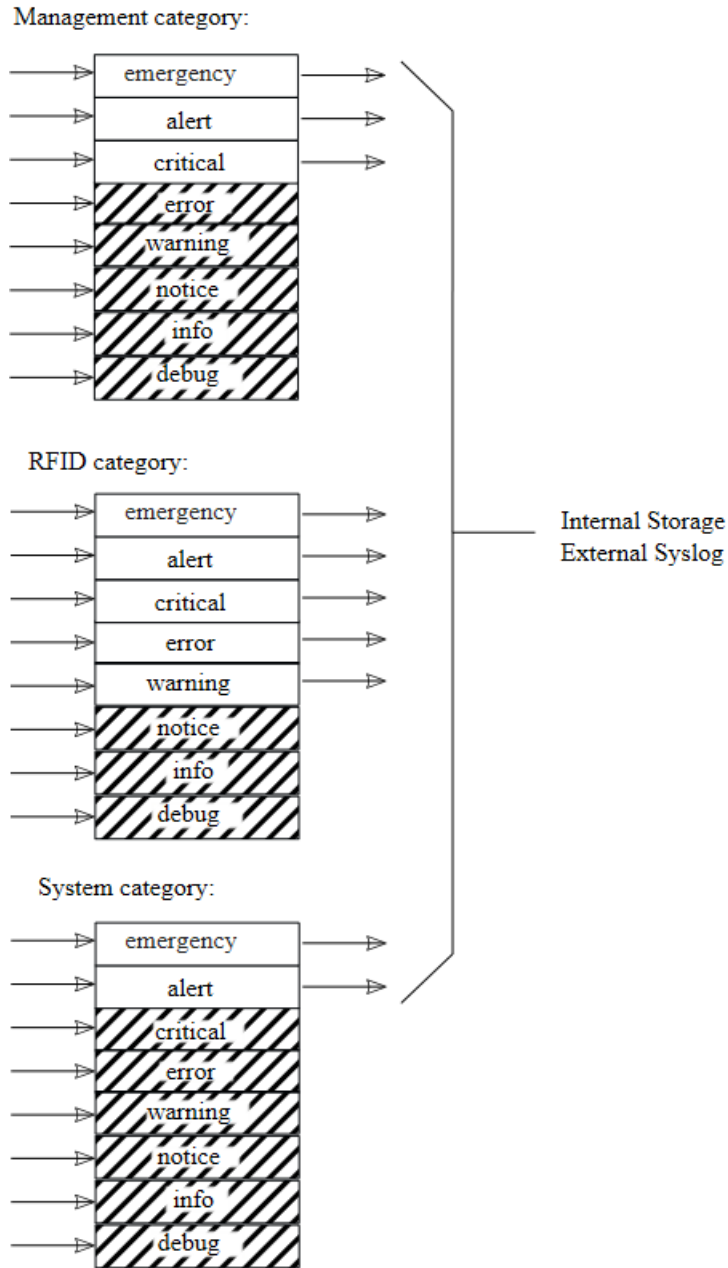 Management category:
emergency
alert
critical
error
warning
notice
info
debug
RFID category:
emergency
alert
critical
error
warning
notice
info
debug
Internal Storage
External Syslog
System category:
emergency
alert
critical
error
warning
notice
info
debug